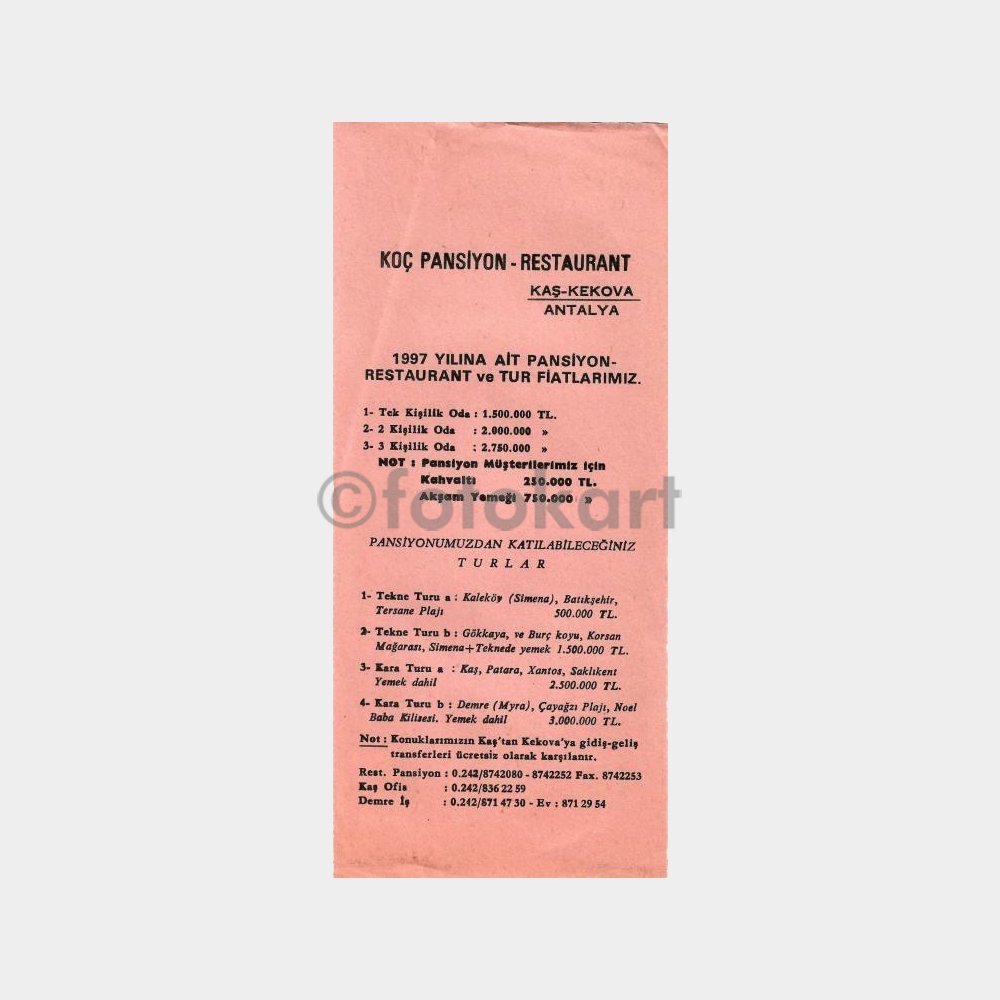 KOÇ PANSİYON - RESTAURANT
KAŞ-KEKOVA
ANTALYA
1997 YILINA AİT PANSİYON-
RESTAURANT ve TUR FİATLARIMIZ.
1- Tek Kişilik Oda : 1.500.000 TL.
2- 2 Kişilik Oda : 2.000.000 »
3- 3 Kişilik Oda : 2.750.000 »
NOT : Pansiyon Müşterilerimiz için
Kahvaltı 250.000 TL.
Akşam Yemeği 750.000 »
©fotokart
PANSİYONUMUZDAN KATILABİLECEĞİNİZ
T U R L A R
1- Tekne Turu a : Kaleköy (Simena), Batıkşehir,
Tersane Plajı 500.000 TL.
2- Tekne Turu b : Gökkaya, ve Burç koyu, Korsan
Mağarası, Simena+Teknede yemek 1.500.000 TL.
3- Kara Turu a : Kaş, Patara, Xantos, Saklıkent
Yemek dahil 2.500.000 TL.
4- Kara Turu b : Demre (Myra), Çayağzı Plajı, Noel
Baba Kilisesi. Yemek dahil 3.000.000 TL.
Not : Konuklarımızın Kaş'tan Kekova'ya gidiş-geliş
transferleri ücretsiz olarak karşılanır.
Rest. Pansiyon : 0.242/8742080 - 8742252 Fax. 8742253
Kaş Ofis : 0.242/836 22 59
Demre İş : 0.242/871 47 30 - Ev : 871 29 54